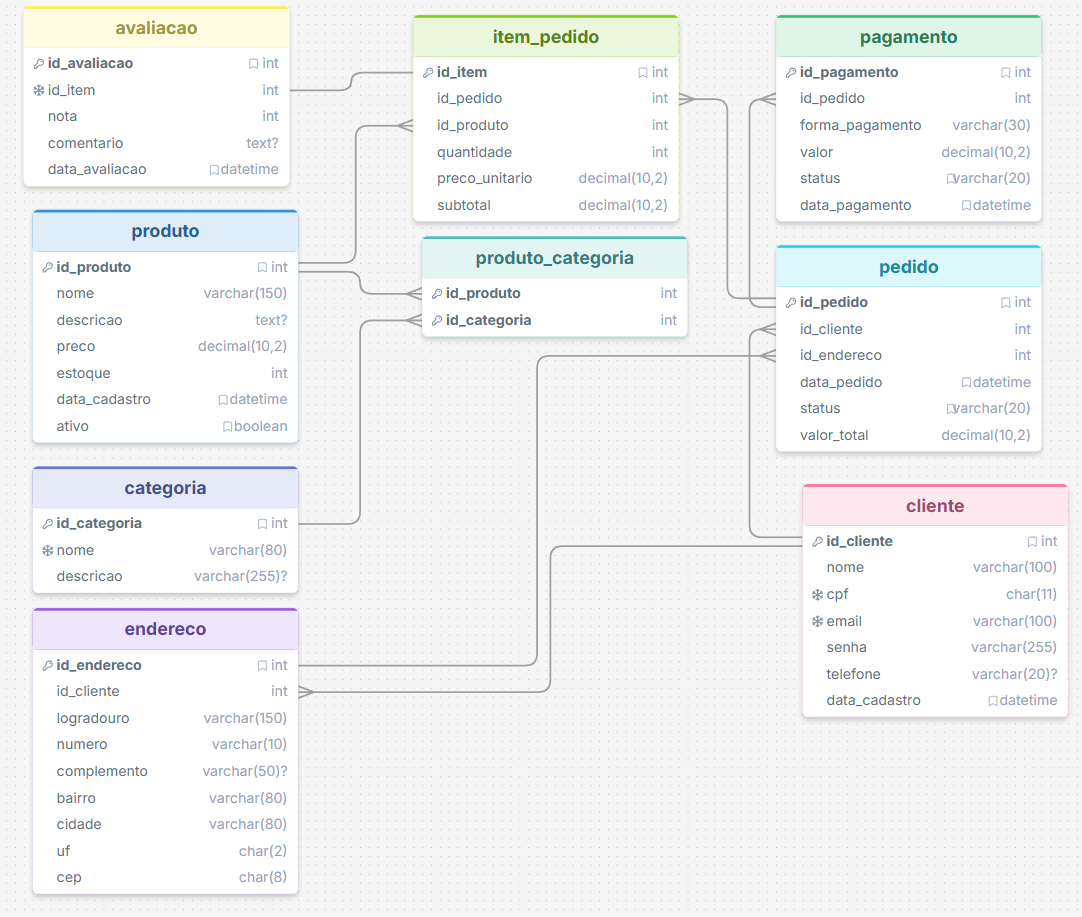 avaliacao
id_avaliacao int
id_item int
nota int
comentario text?
data_avaliacao datetime
item_pedido
id_item int
id_pedido int
id_produto int
quantidade int
preco_unitario decimal(10,2)
subtotal decimal(10,2)
pagamento
id_pagamento int
id_pedido int
forma_pagamento varchar(30)
valor decimal(10,2)
status varchar(20)
data_pagamento datetime
produto
id_produto int
nome varchar(150)
descricao text?
preco decimal(10,2)
estoque int
data_cadastro datetime
ativo boolean
produto_categoria
id_produto int
id_categoria int
pedido
id_pedido int
id_cliente int
id_endereco int
data_pedido datetime
status varchar(20)
valor_total decimal(10,2)
categoria
id_categoria int
nome varchar(80)
descricao varchar(255)?
cliente
id_cliente int
nome varchar(100)
cpf char(11)
email varchar(100)
senha varchar(255)
telefone varchar(20)?
data_cadastro datetime
endereco
id_endereco int
id_cliente int
logradouro varchar(150)
numero varchar(10)
complemento varchar(50)?
bairro varchar(80)
cidade varchar(80)
uf char(2)
cep char(8)